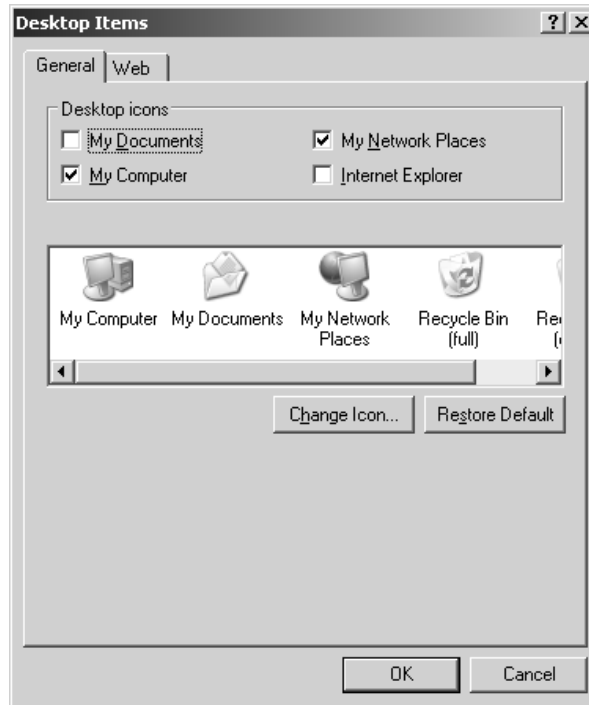 Desktop Items
General Web
Desktop icons
My Documents My Network Places
My Computer Internet Explorer
My Computer My Documents My Network Places Recycle Bin (full)
Change Icon... Restore Default
OK Cancel